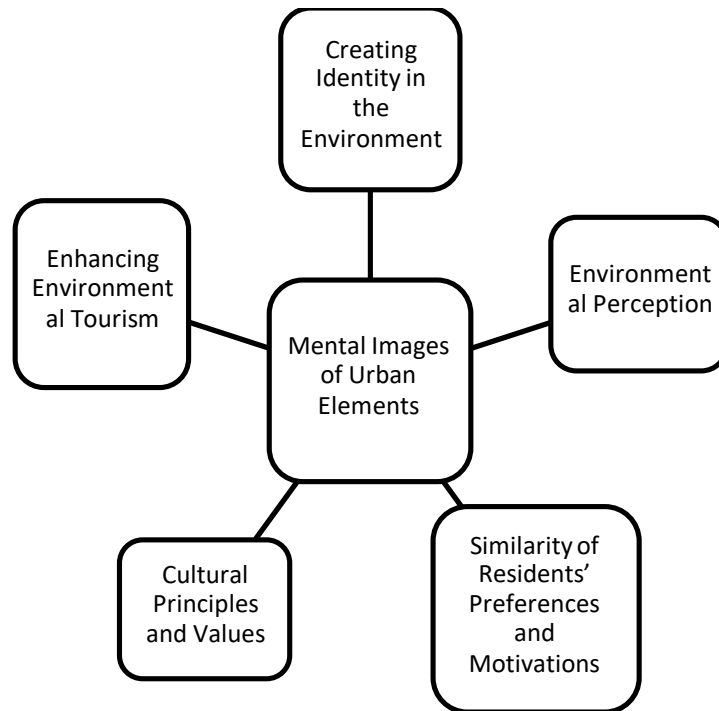 Creating
Identity in
the
Environment
Enhancing
Environment
al Tourism
Environment
al Perception
Mental Images
of Urban
Elements
Cultural
Principles
and Values
Similarity of
Residents’
Preferences
and
Motivations